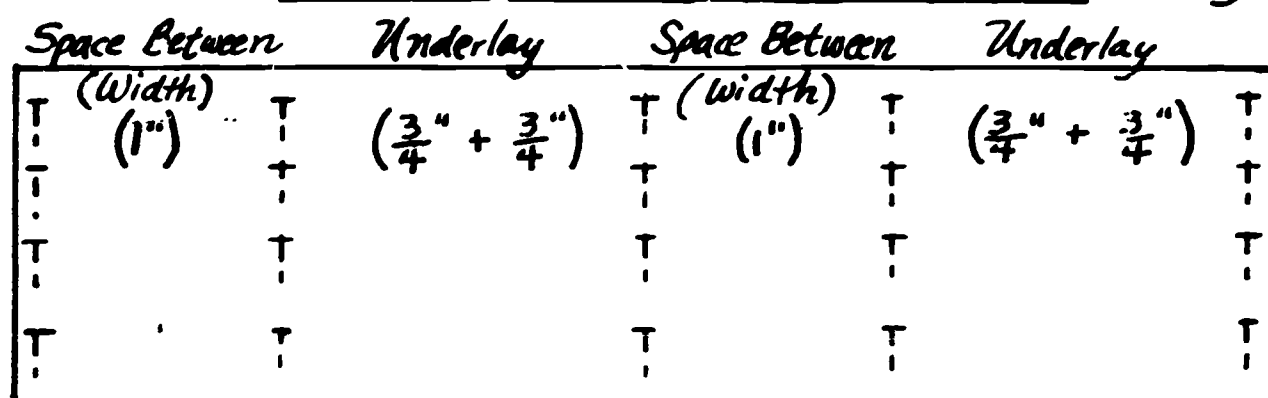 Space Between Underlay Space Between Underlay
(Width) (Width)
(1") (3/4" + 3/4") (1") (3/4" + 3/4")